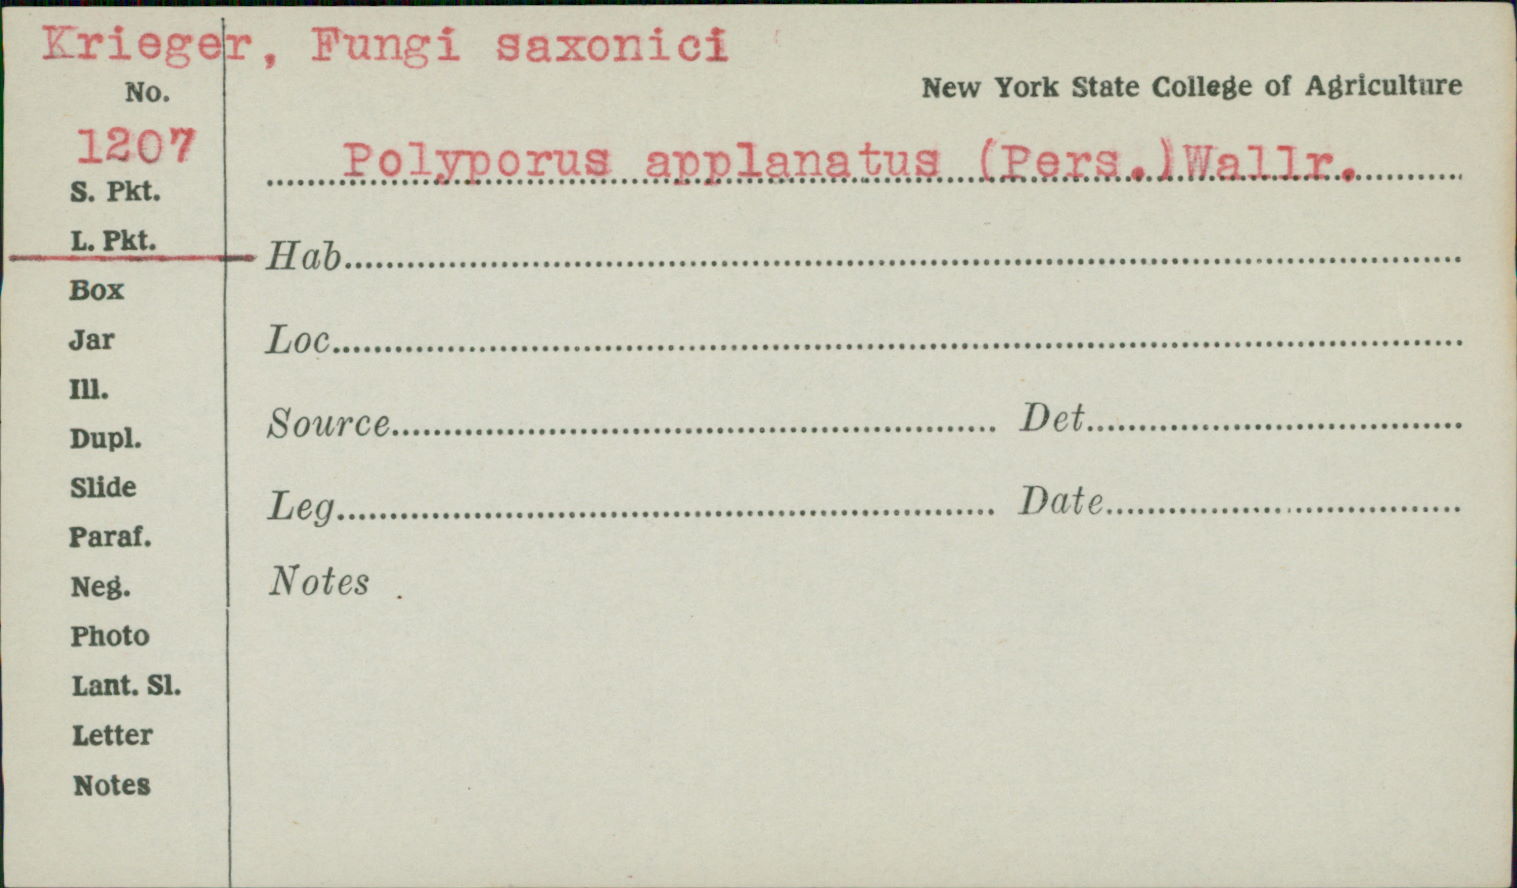 Krieger, Fungi saxonici
No.
New York State College of Agriculture
1207
Polyporus applanatus (Pers.)Wallr.
S. Pkt.
L. Pkt.
Hab
Box
Jar
Loc
Ill.
Source Det
Dupl.
Slide
Leg Date
Paraf.
Neg.
Notes
Photo
Lant. Sl.
Letter
Notes